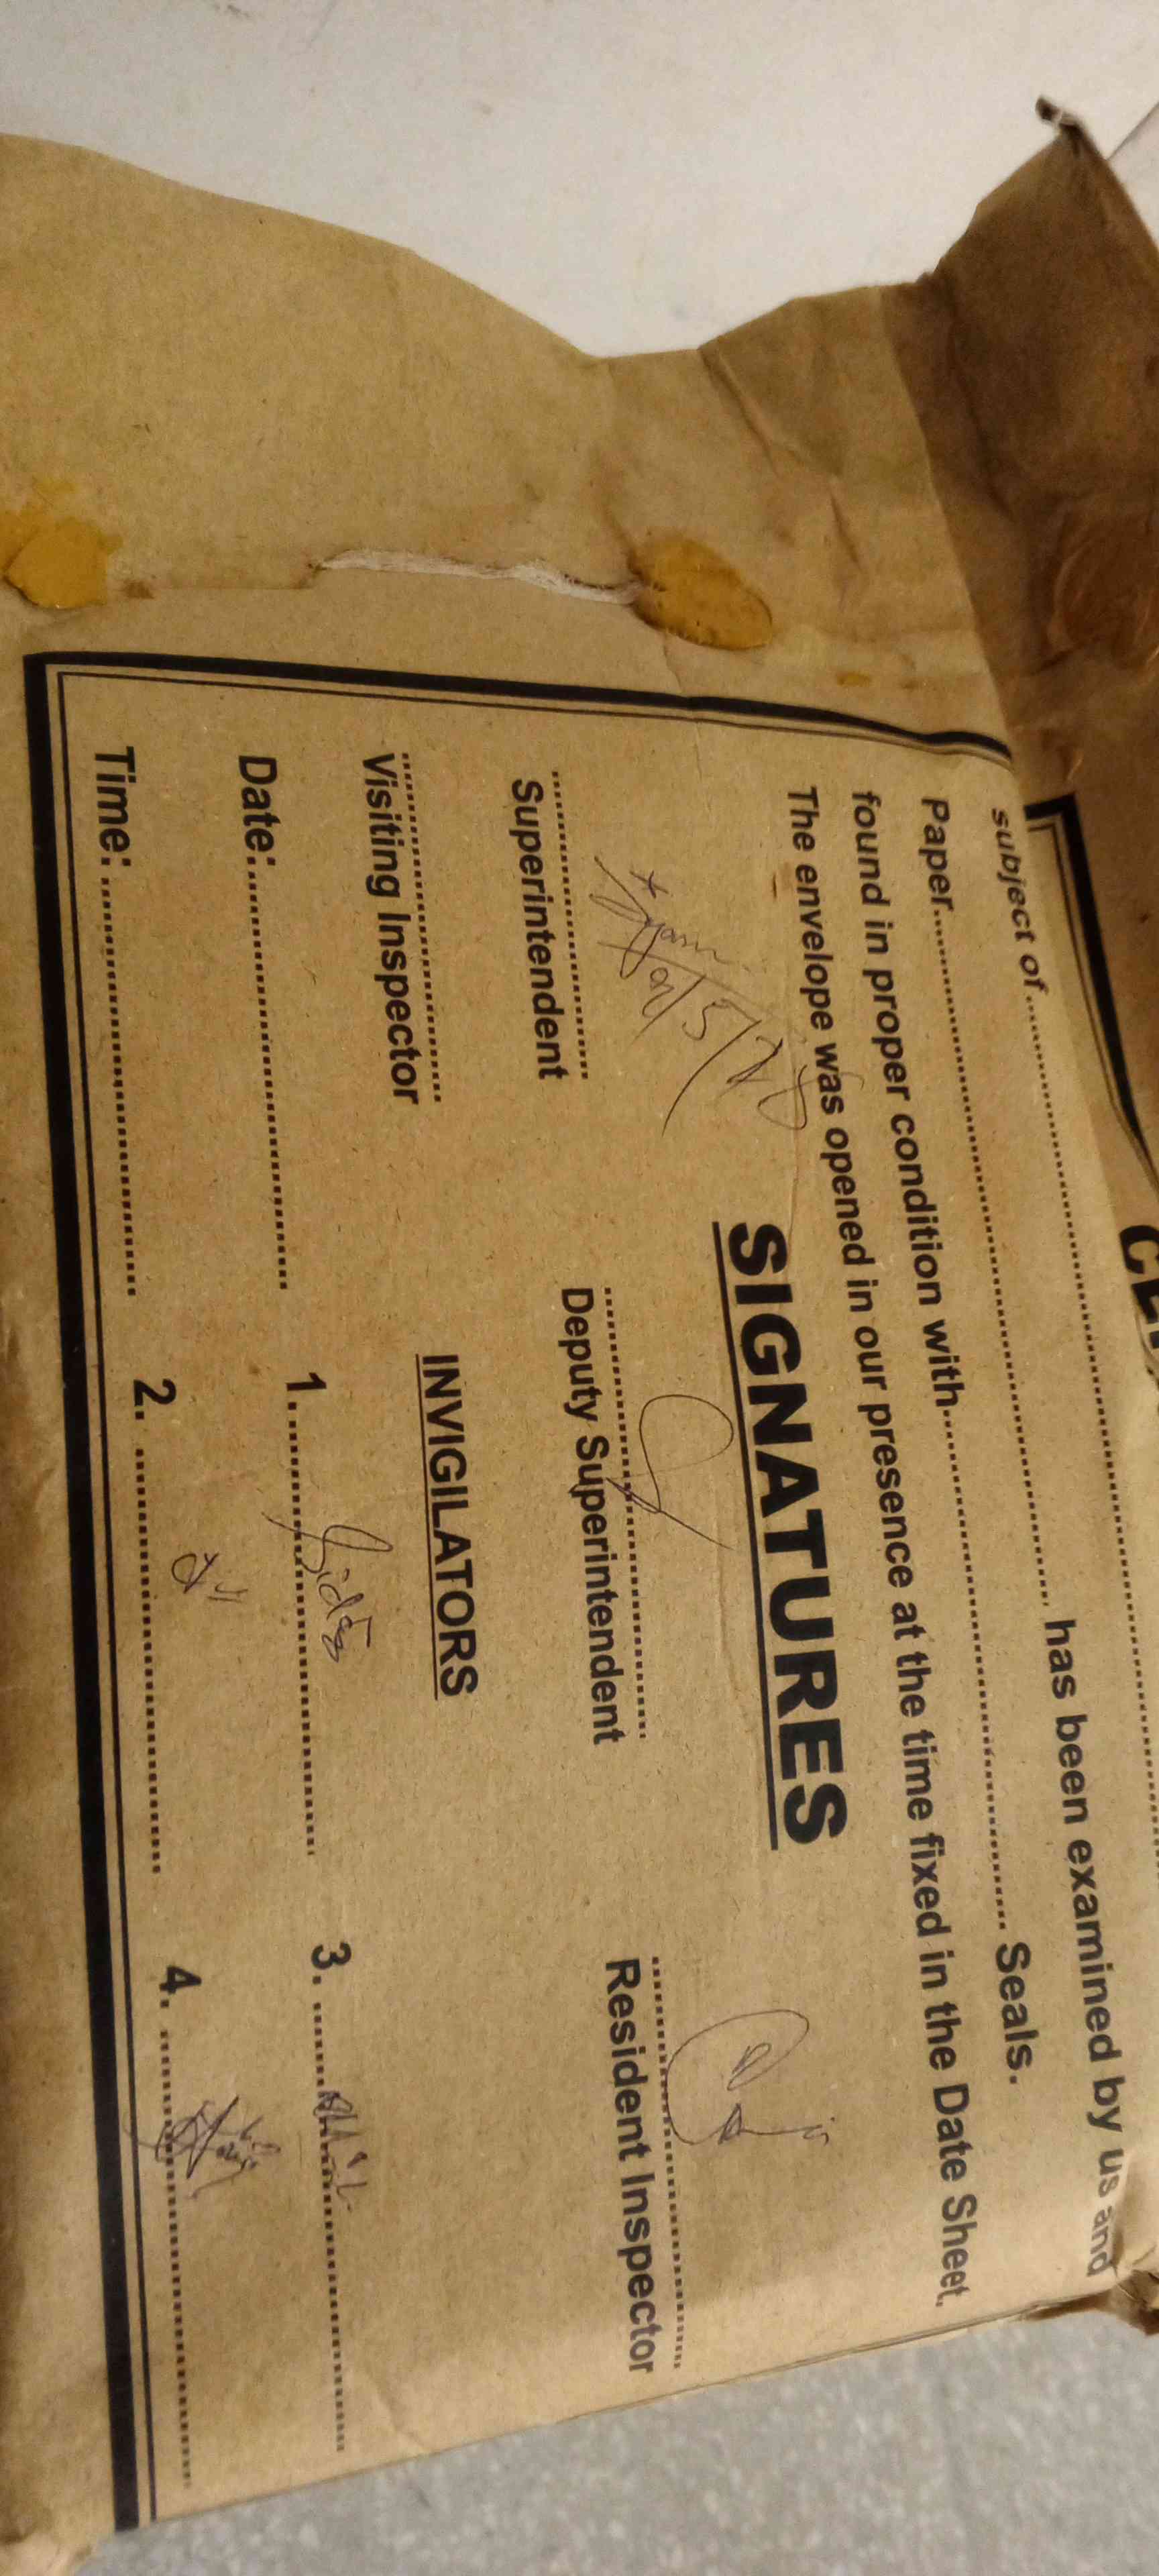 subject of........................................
Paper........................................ has been examined by us and
found in proper condition with........................................ Seals.
The envelope was opened in our presence at the time fixed in the Date Sheet.
SIGNATURES
Superintendent
Deputy Superintendent
Resident Inspector
Visiting Inspector
INVIGILATORS
Date:........................................
1.........................................
3. ........................................
Time:........................................
2. ........................................
4. ........................................